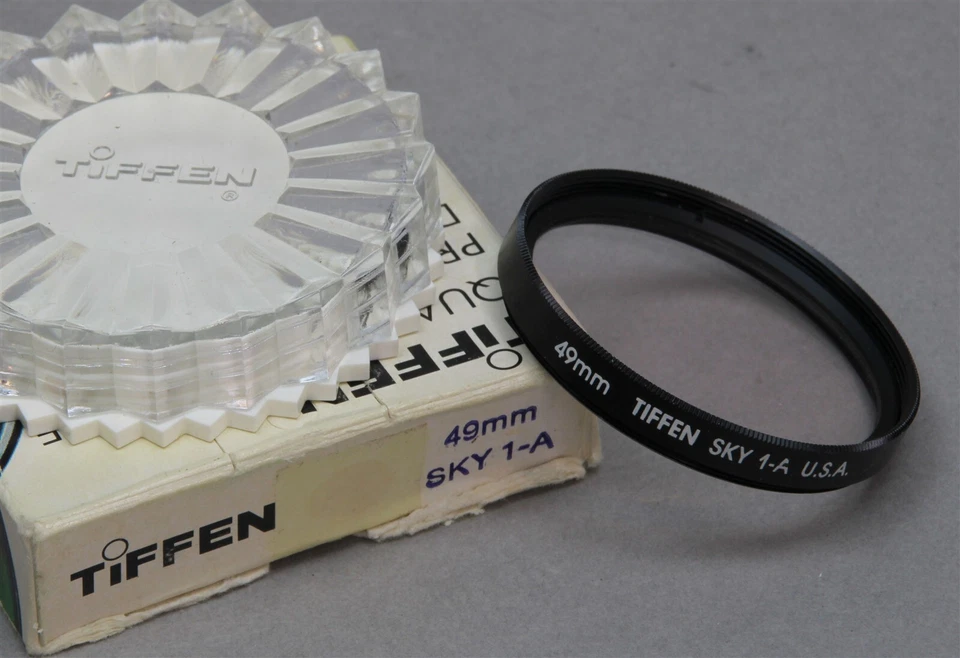 TIFFEN ®
TIFFEN
49mm
SKY 1-A
TIFFEN
49mm TIFFEN SKY 1-A U.S.A.